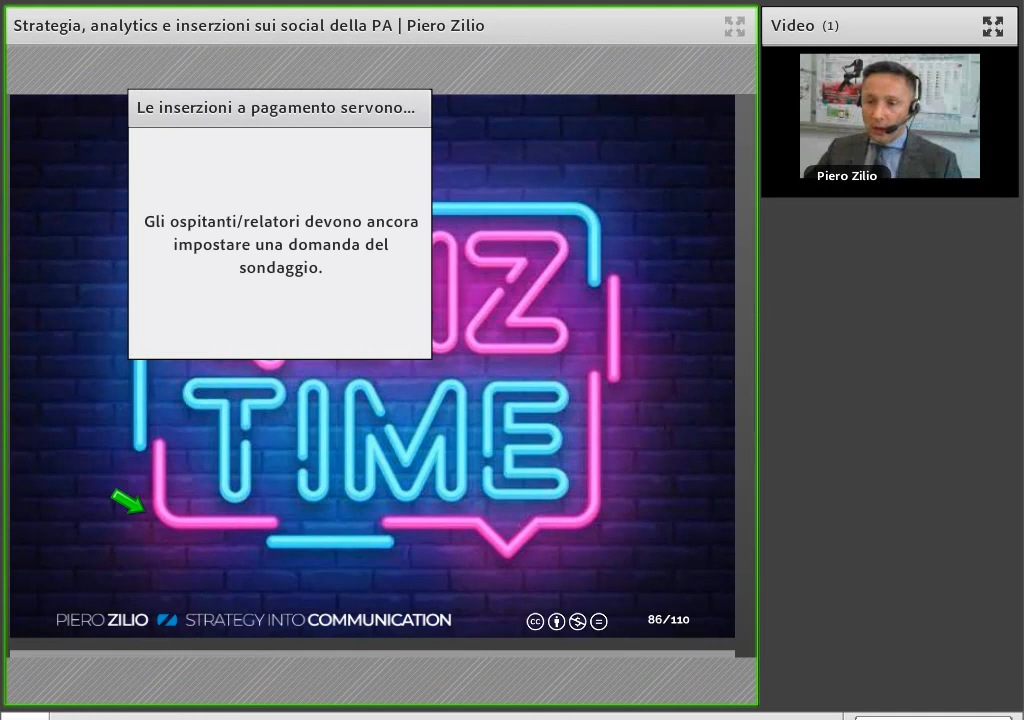 Strategia, analytics e inserzioni sui social della PA | Piero Zilio
Video (1)
Le inserzioni a pagamento servono...
Gli ospitanti/relatori devono ancora
impostare una domanda del
sondaggio.
Piero Zilio
TIME
PIERO ZILIO STRATEGY INTO COMMUNICATION
cc
86/110